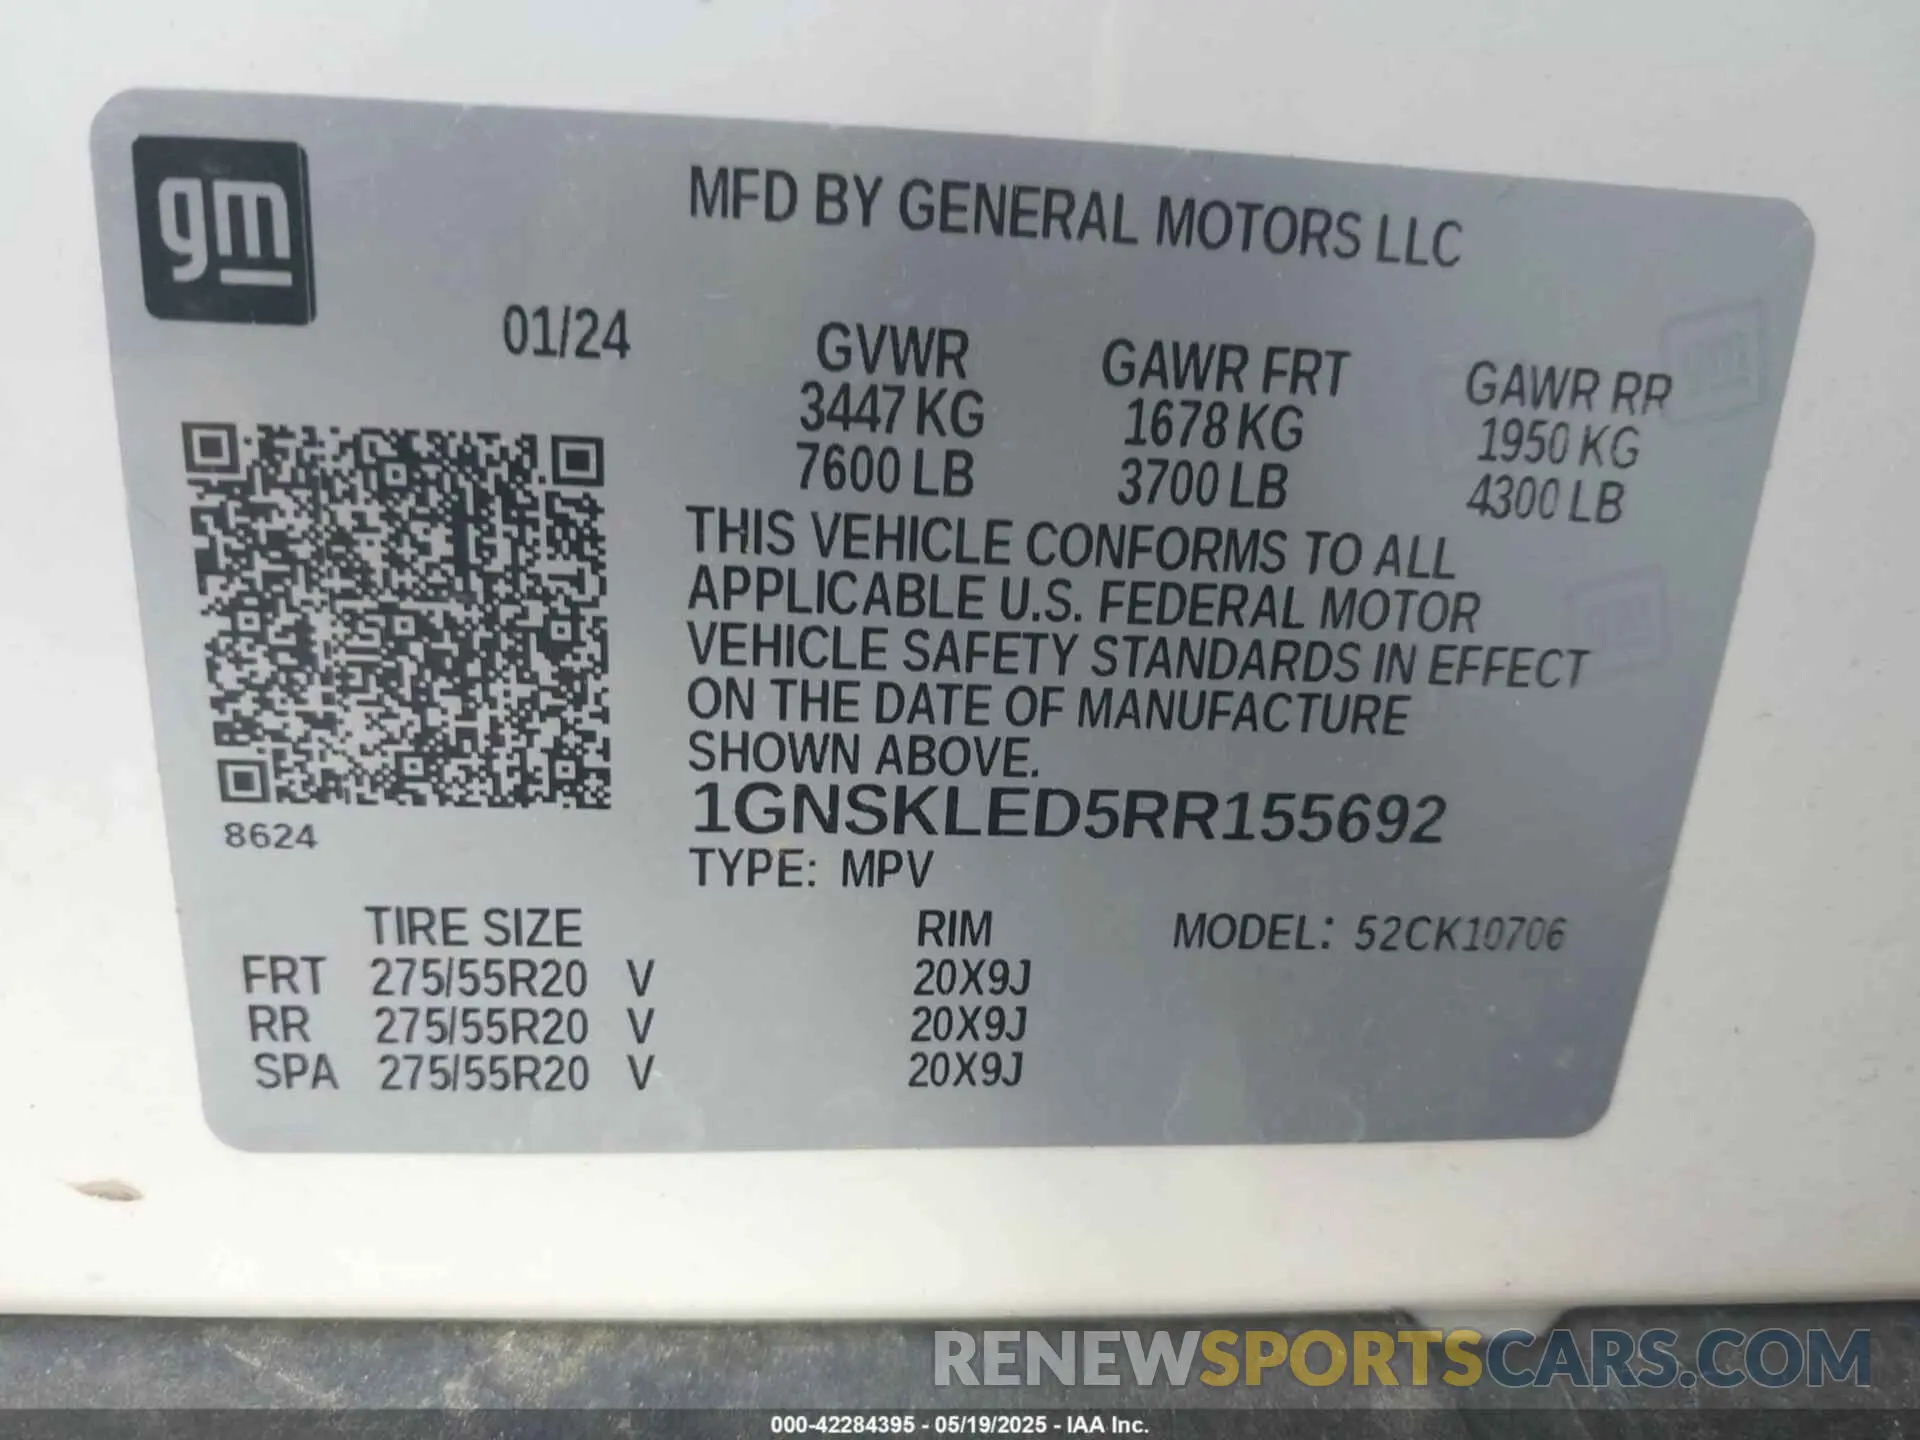 gm
MFD BY GENERAL MOTORS LLC
01/24
GVWR GAWR FRT GAWR RR
3447 KG 1678 KG 1950 KG
7600 LB 3700 LB 4300 LB
THIS VEHICLE CONFORMS TO ALL
APPLICABLE U.S. FEDERAL MOTOR
VEHICLE SAFETY STANDARDS IN EFFECT
ON THE DATE OF MANUFACTURE
SHOWN ABOVE.
1GNSKLED5RR155692
8624
TYPE: MPV
TIRE SIZE RIM MODEL: 52CK10706
FRT 275/55R20 V 20X9J
RR 275/55R20 V 20X9J
SPA 275/55R20 V 20X9J
RENEWSPORTSCARS.COM
000-42284395 - 05/19/2025 - IAA Inc.